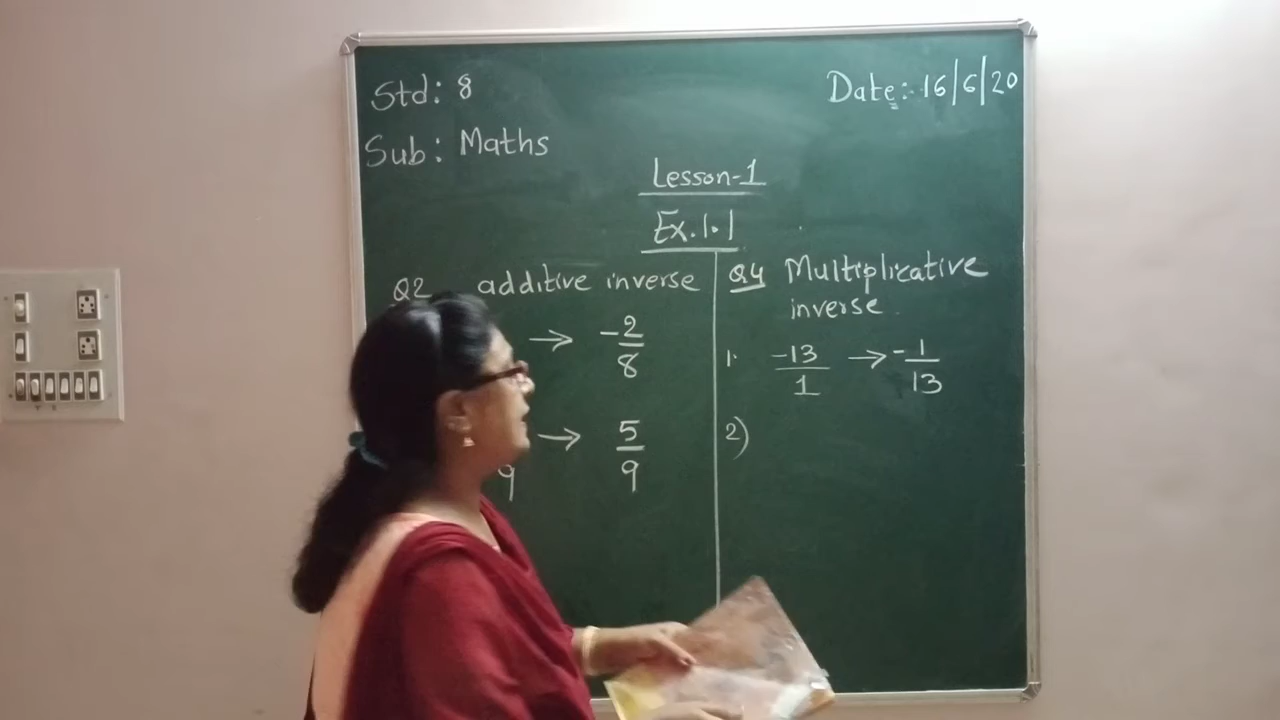 Std: 8
Date: 16/6/20
Sub: Maths
Lesson-1
Ex.1.1
Q2 additive inverse
→ -2/8
→ 5/9
9
Q4 Multiplicative
inverse.
1. -13/1 → -1/13
2)